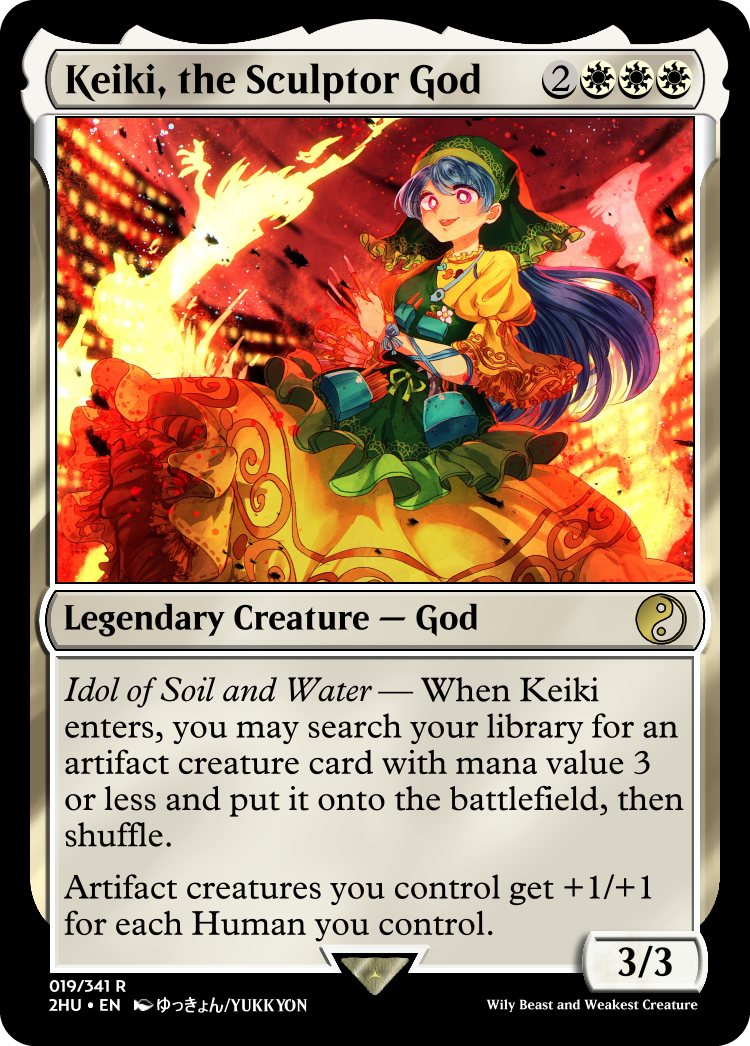 Keiki, the Sculptor God 2
Legendary Creature — God
Idol of Soil and Water — When Keiki
enters, you may search your library for an
artifact creature card with mana value 3
or less and put it onto the battlefield, then
shuffle.
Artifact creatures you control get +1/+1
for each Human you control.
3/3
019/341 R
2HU • EN ゆっきょん/YUKKYON
Wily Beast and Weakest Creature